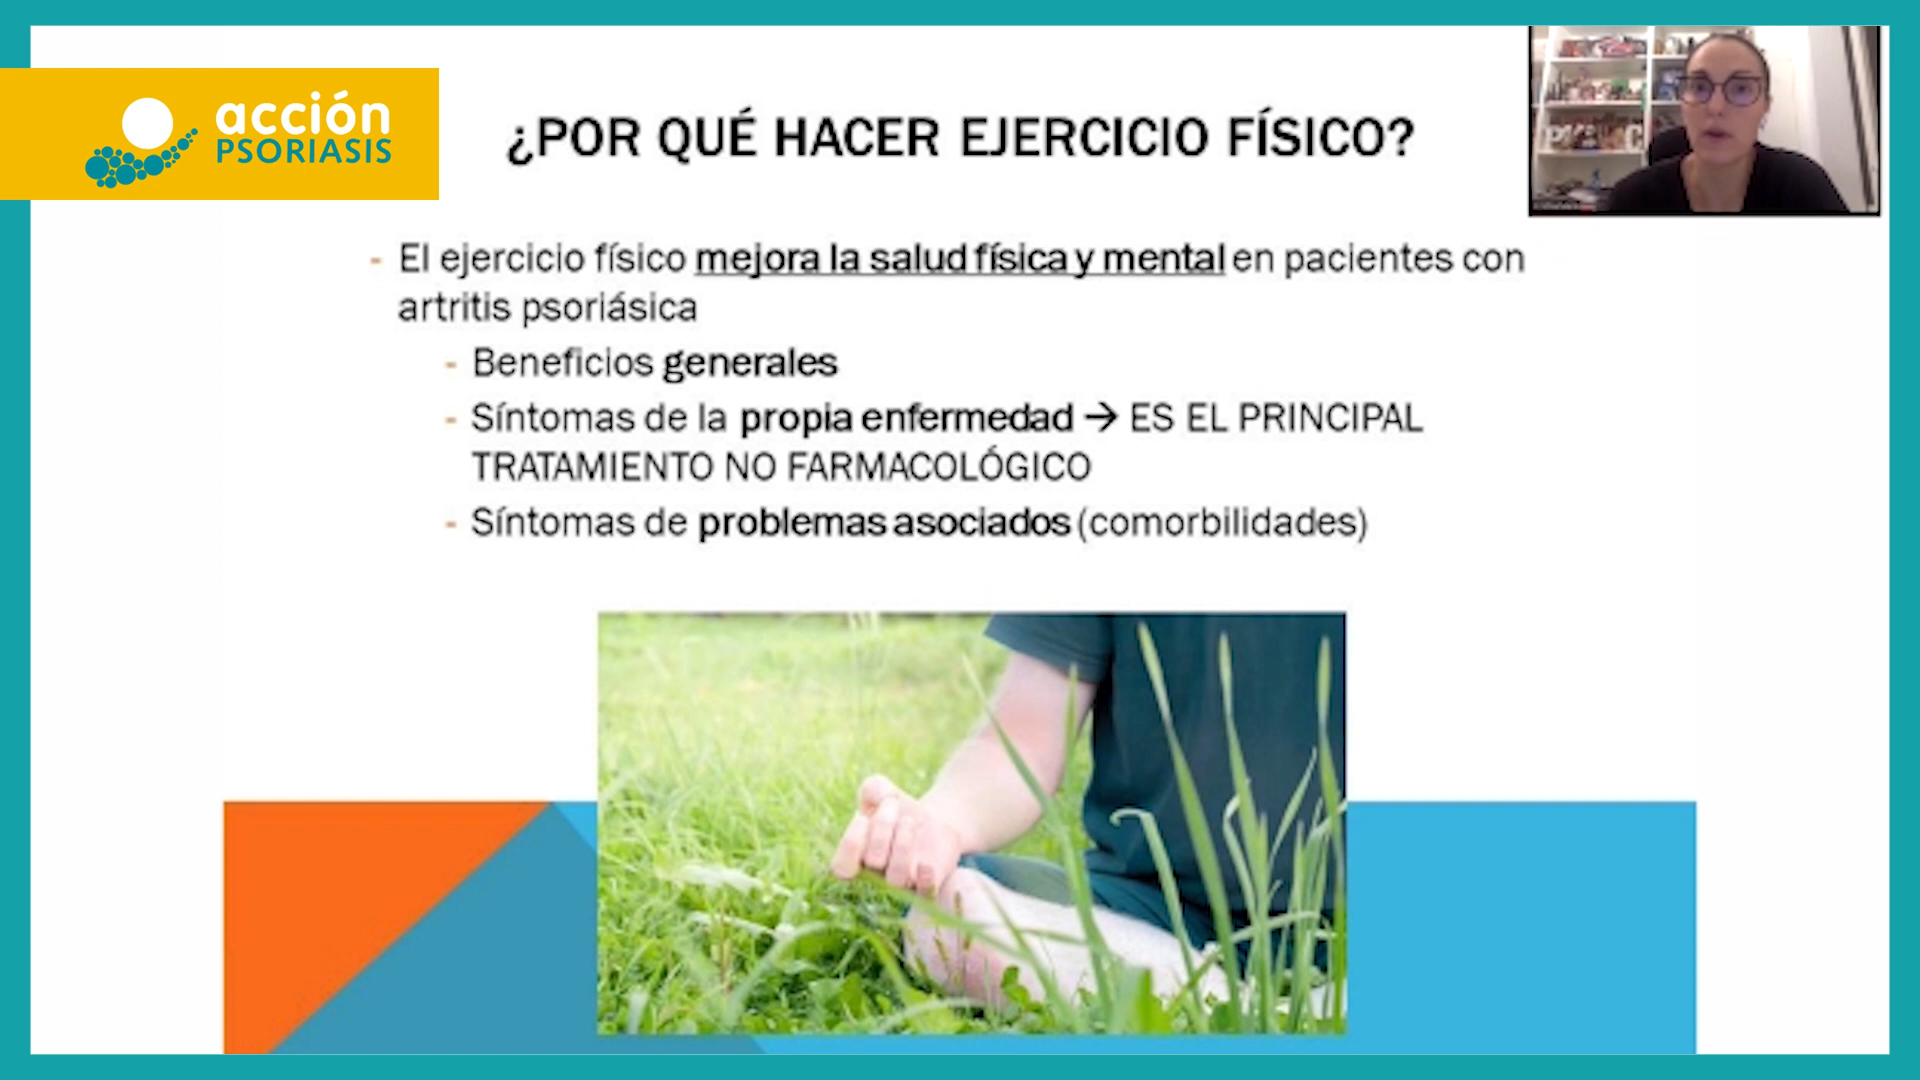 acción
PSORIASIS
¿POR QUÉ HACER EJERCICIO FÍSICO?
- El ejercicio físico mejora la salud física y mental en pacientes con
artritis psoriásica
- Beneficios generales
- Síntomas de la propia enfermedad → ES EL PRINCIPAL
TRATAMIENTO NO FARMACOLÓGICO
- Síntomas de problemas asociados (comorbilidades)